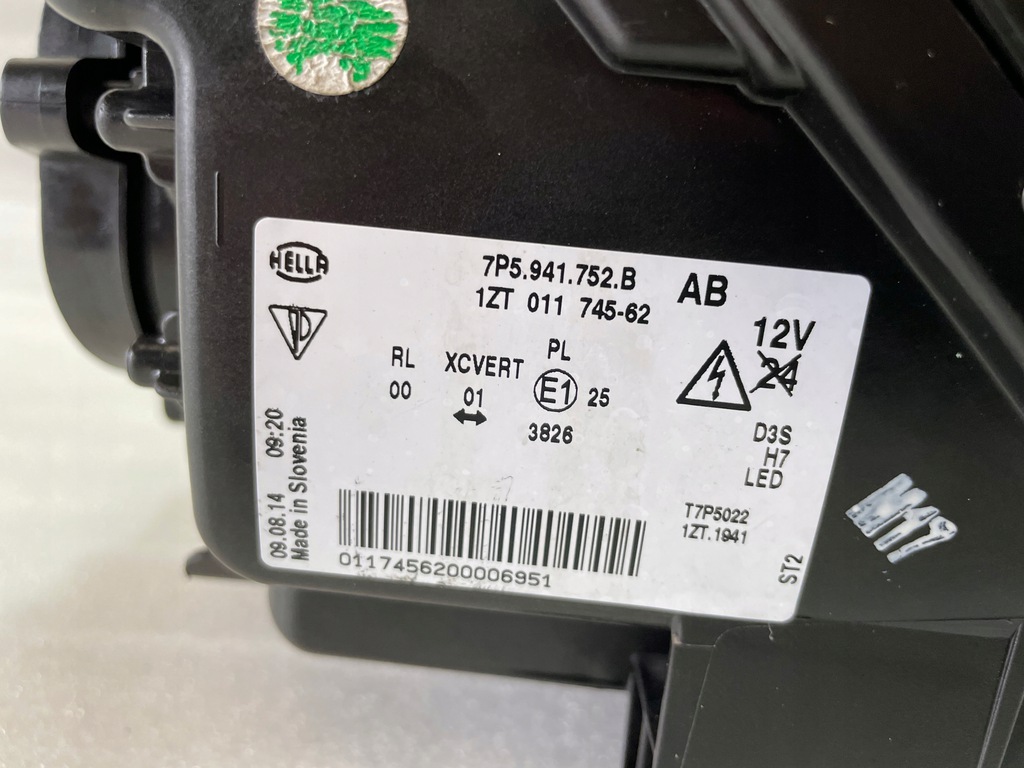 HELLA
7P5.941.752.B
AB
1ZT 011 745-62
12V
24
RL XCVERT PL
00 01 E1 25
3826
D3S
H7
LED
09.08.14 09:20
Made in Slovenia
T7P5022
1ZT.1941
ST2
0117456200006951